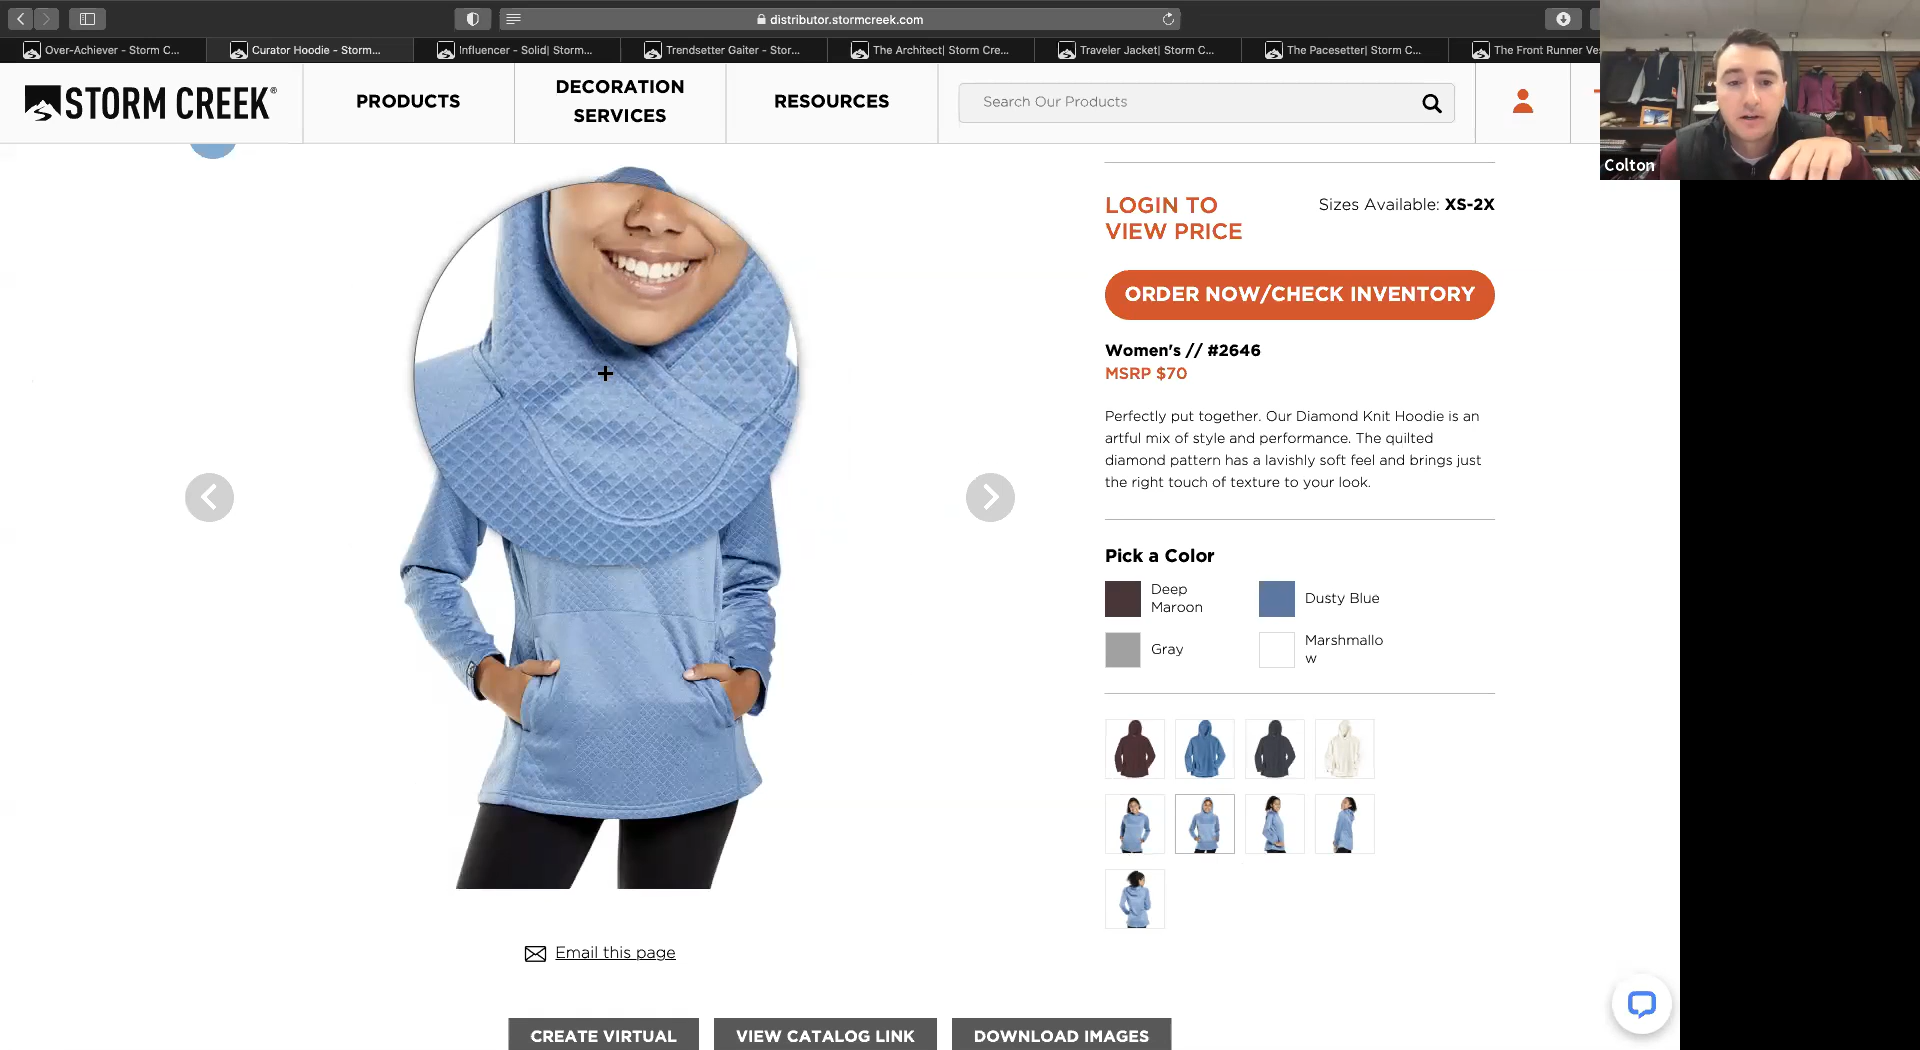 distributor.stormcreek.com
Over-Achiever - Storm C...
Curator Hoodie - Storm...
Influencer - Solid| Storm...
Trendsetter Gaiter - Stor...
The Architect| Storm Cre...
Traveler Jacket| Storm C...
The Pacesetter| Storm C...
The Front Runner Ve
STORM CREEK®
PRODUCTS
DECORATION
SERVICES
RESOURCES
Search Our Products
Colton
LOGIN TO
VIEW PRICE
Sizes Available: XS-2X
ORDER NOW/CHECK INVENTORY
Women's // #2646
MSRP $70
Perfectly put together. Our Diamond Knit Hoodie is an
artful mix of style and performance. The quilted
diamond pattern has a lavishly soft feel and brings just
the right touch of texture to your look.
Pick a Color
Deep
Maroon
Dusty Blue
Gray
Marshmallo
w
Email this page
CREATE VIRTUAL
VIEW CATALOG LINK
DOWNLOAD IMAGES